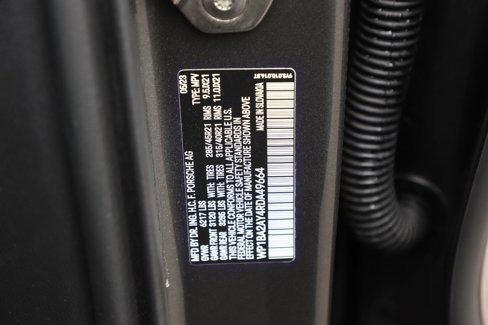 MFD BY DR. ING. H.C. F. PORSCHE AG 05/23
GVWR 6217 LBS TYPE: MPV
GAWR FRONT 3120 LBS WITH: TIRES 285/45R21 RIMS 9.5JX21
GAWR REAR 3285 LBS WITH: TIRES 315/40R21 RIMS 11.0JX21
THIS VEHICLE CONFORMS TO ALL APPLICABLE U.S.
FEDERAL MOTOR VEHICLE SAFETY STANDARDS IN
EFFECT ON THE DATE OF MANUFACTURE SHOWN ABOVE
WP1BA2AY4RDA49664 MADE IN SLOVAKIA